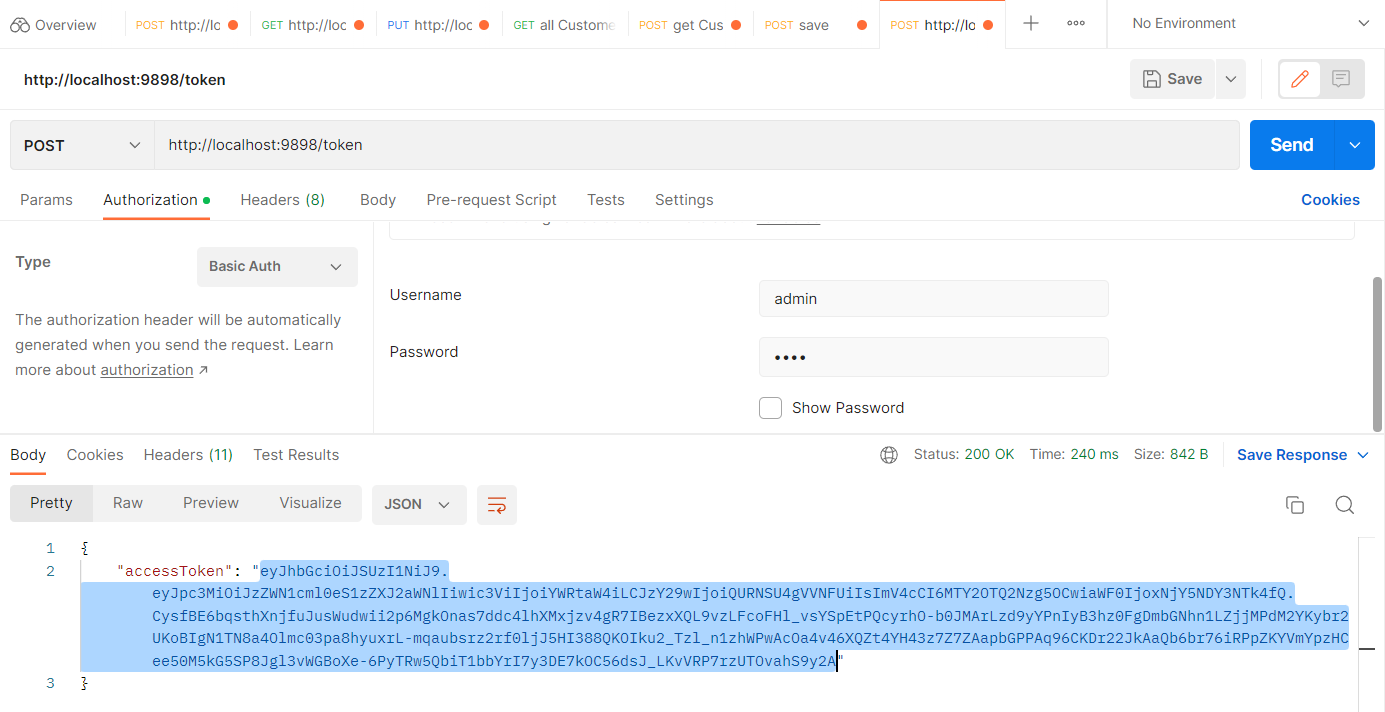 Overview
POST http://lo
GET http://loc
PUT http://loc
GET all Custome
POST get Cus
POST save
POST http://lo
No Environment
http://localhost:9898/token
Save
POST
http://localhost:9898/token
Send
Params
Authorization
Headers (8)
Body
Pre-request Script
Tests
Settings
Cookies
Type
Basic Auth
The authorization header will be automatically
generated when you send the request. Learn
more about authorization ↗
Username
admin
Password
••••
Show Password
Body
Cookies
Headers (11)
Test Results
Status: 200 OK
Time: 240 ms
Size: 842 B
Save Response
Pretty
Raw
Preview
Visualize
JSON
1 {
2 "accessToken": "eyJhbGciOiJSUzI1NiJ9.
eyJpc3MiOiJzZWN1cml0eS1zZXJ2aWNlIiwic3ViIjoiYWRtaW4iLCJzY29wIjoiQURNSU4gVVNFUiIsImV4cCI6MTY2OTQ2Nzg5OCwiaWF0IjoxNjY5NDY3NTk4fQ.
CysfBE6bqsthXnjfuJusWudwii2p6MgkOnas7ddc4lhXMxjzv4gR7IBezxXQL9vzLFcoFHl_vsYSpEtPQcyrhO-b0JMArLzd9yYPnIyB3hz0FgDmbGNhn1LZjjMPdM2YKybr2
UKoBIgN1TN8a4Olmc03pa8hyuxrL-mqaubsrz2rf0ljJ5HI388QKOIku2_Tzl_n1zhWPwAcOa4v46XQZt4YH43z7Z7ZAapbGPPAq96CKDr22JkAaQb6br76iRPpZKYVmYpzHC
ee50M5kG5SP8Jgl3vWGBoXe-6PyTRw5QbiT1bbYrI7y3DE7kOC56dsJ_LKvVRP7rzUTOvahS9y2A"
3 }